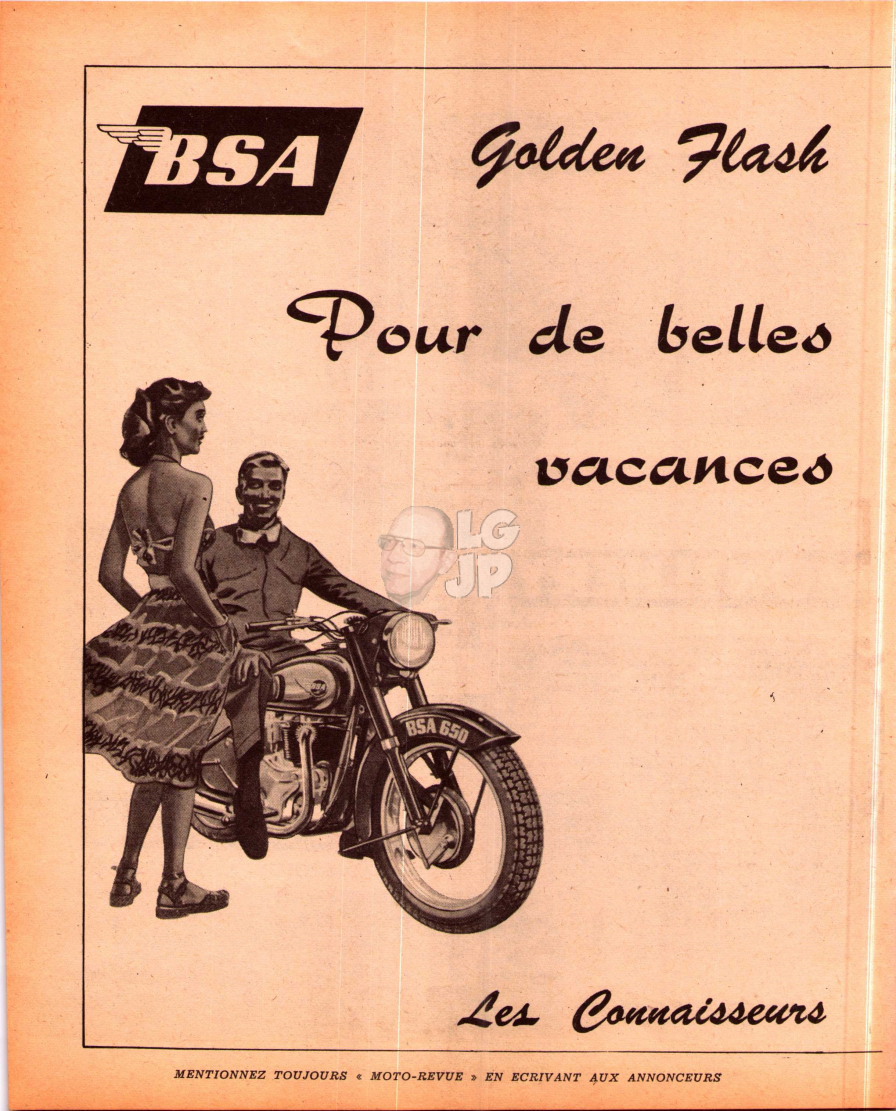 BSA
Golden Flash
Pour de belles
vacances
LG
JP
BSA
BSA 650
Les Connaisseurs
MENTIONNEZ TOUJOURS « MOTO-REVUE » EN ECRIVANT AUX ANNONCEURS